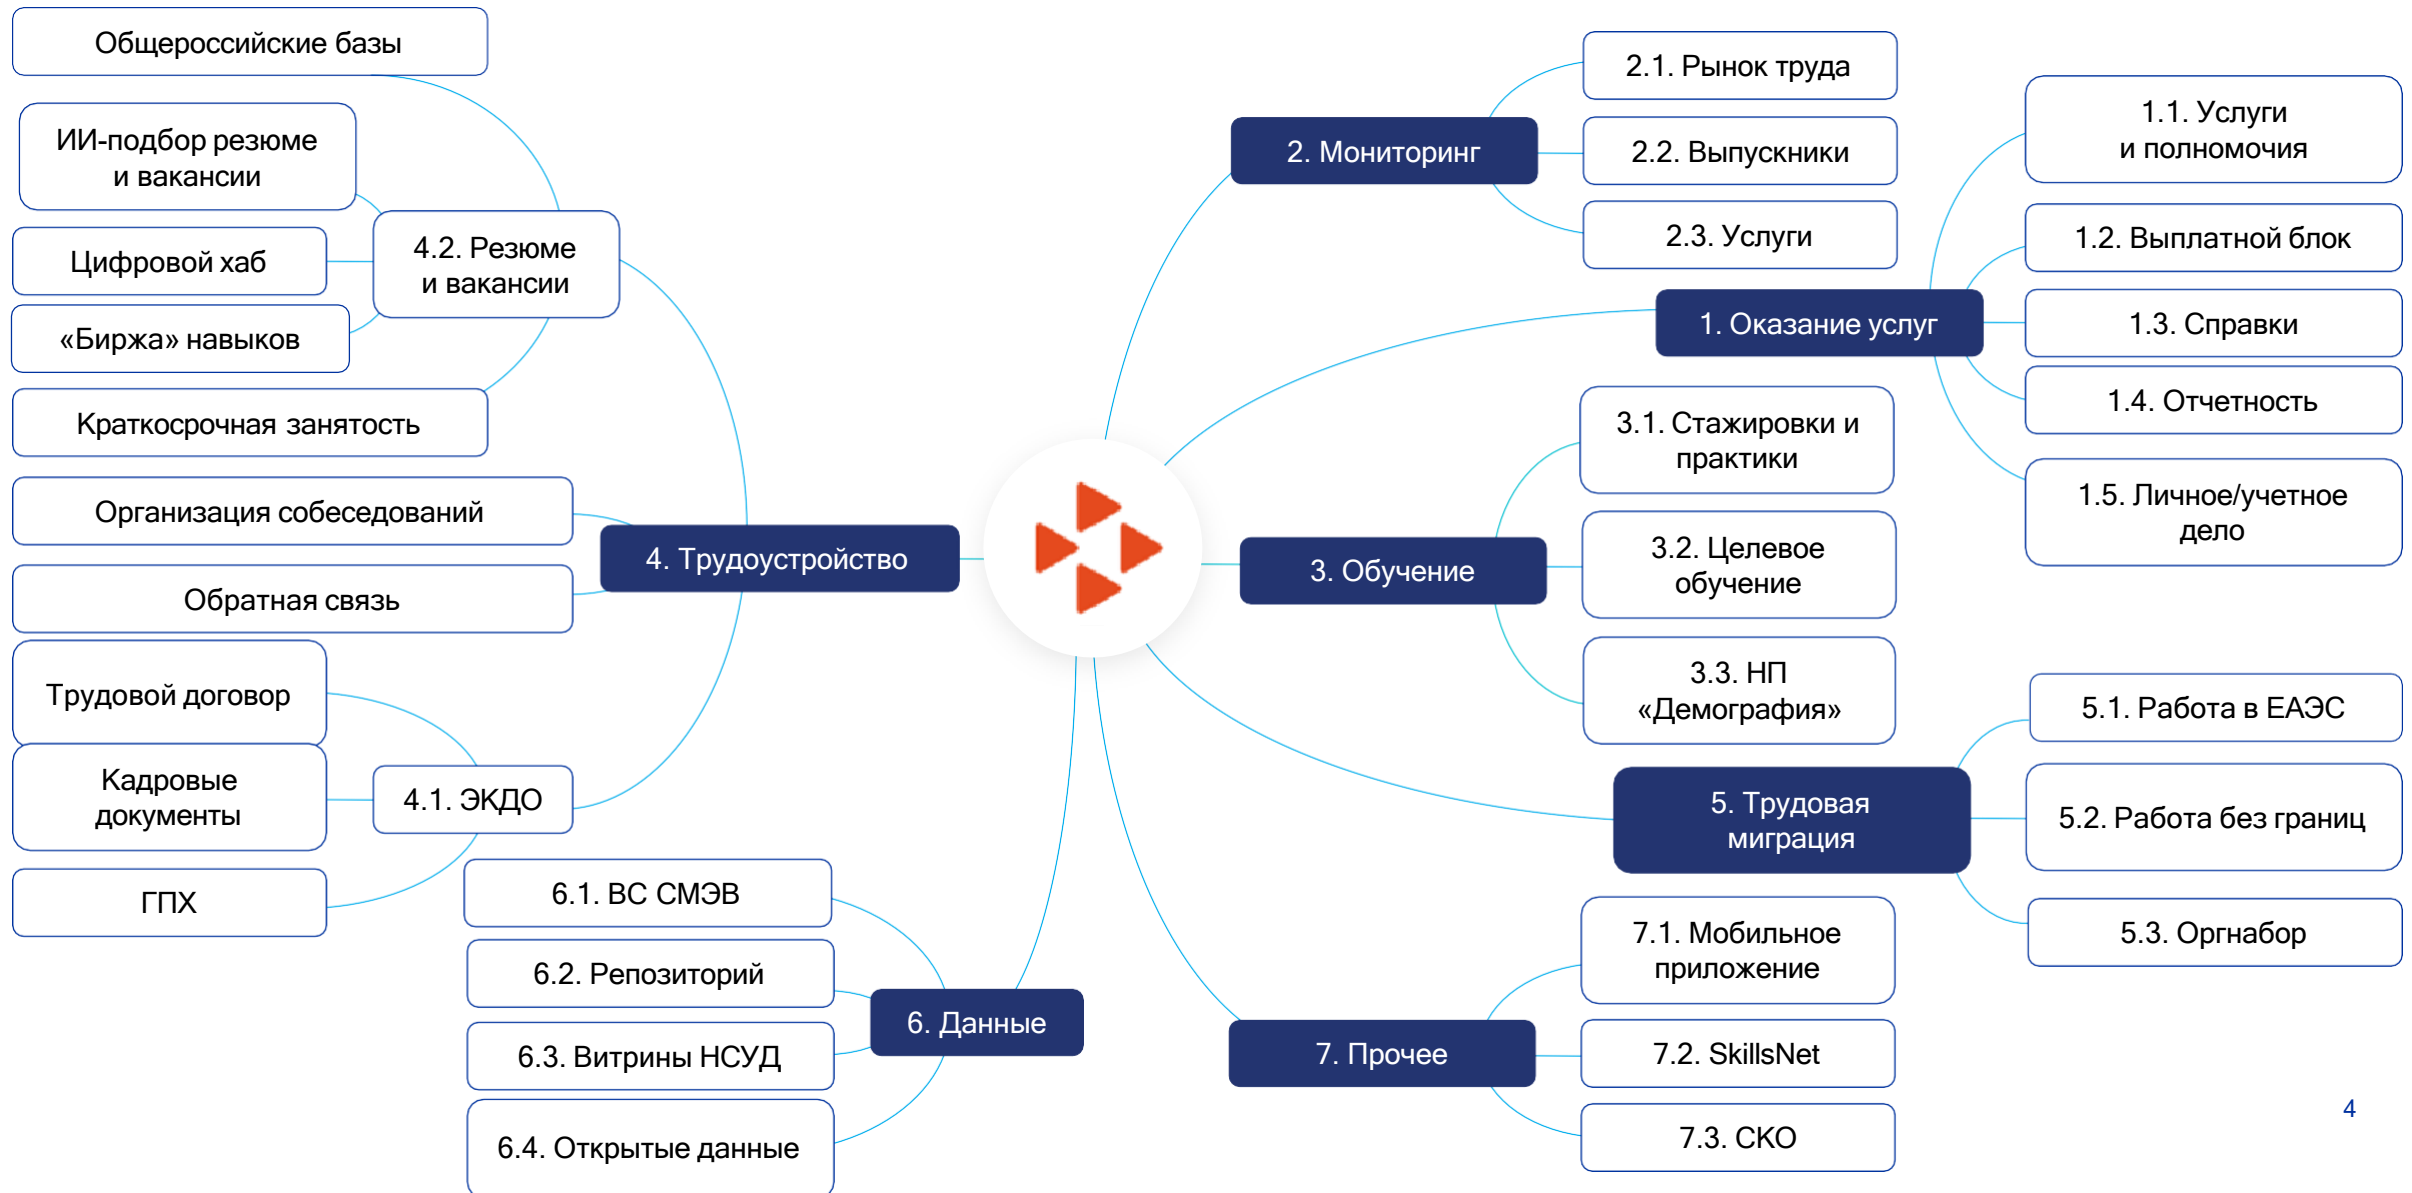 Общероссийские базы
ИИ-подбор резюме
и вакансии
Цифровой хаб
«Биржа» навыков
Краткосрочная занятость
4.2. Резюме
и вакансии
Организация собеседований
Обратная связь
4. Трудоустройство
Трудовой договор
Кадровые
документы
ГПХ
4.1. ЭКДО
6.1. ВС СМЭВ
6.2. Репозиторий
6.3. Витрины НСУД
6.4. Открытые данные
6. Данные
2. Мониторинг
2.1. Рынок труда
2.2. Выпускники
2.3. Услуги
1. Оказание услуг
1.1. Услуги
и полномочия
1.2. Выплатной блок
1.3. Справки
1.4. Отчетность
1.5. Личное/учетное
дело
3. Обучение
3.1. Стажировки и
практики
3.2. Целевое
обучение
3.3. НП
«Демография»
5. Трудовая
миграция
5.1. Работа в ЕАЭС
5.2. Работа без границ
5.3. Оргнабор
7. Прочее
7.1. Мобильное
приложение
7.2. SkillsNet
7.3. СКО
4